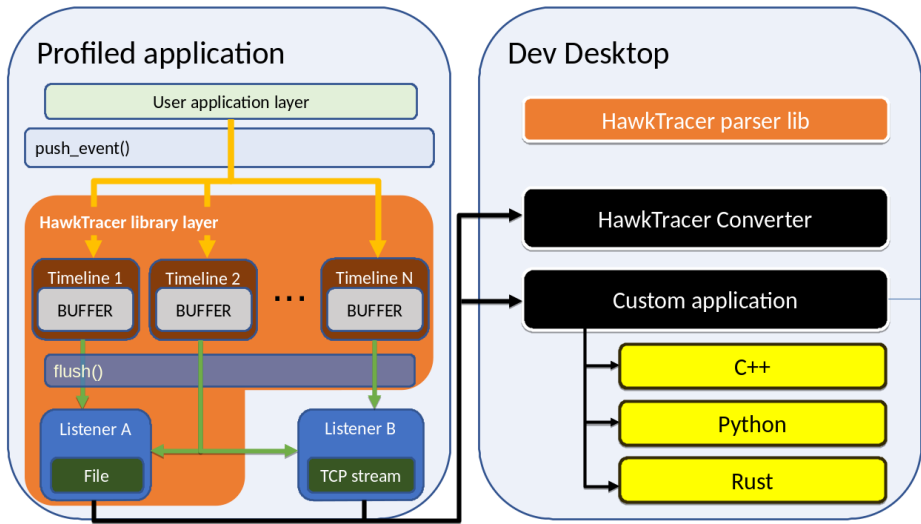 Profiled application
User application layer
push_event()
HawkTracer library layer
Timeline 1
BUFFER
Timeline 2
BUFFER
...
Timeline N
BUFFER
flush()
Listener A
File
Listener B
TCP stream
Dev Desktop
HawkTracer parser lib
HawkTracer Converter
Custom application
C++
Python
Rust